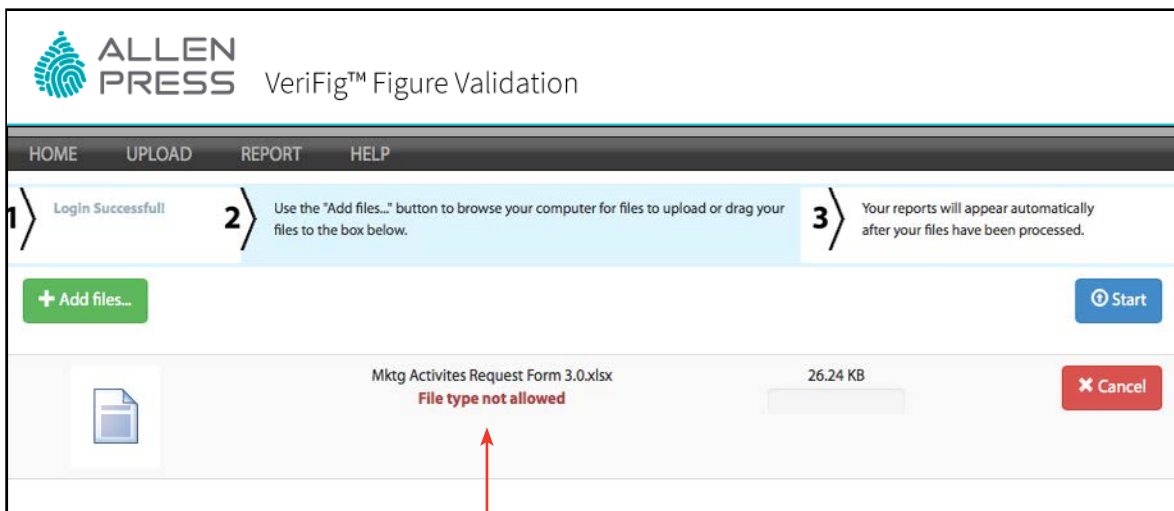 ALLEN
PRESS
VeriFig™ Figure Validation
HOME UPLOAD REPORT HELP
1 Login Successful!
2 Use the "Add files..." button to browse your computer for files to upload or drag your
files to the box below.
3 Your reports will appear automatically
after your files have been processed.
+ Add files...
Start
Mktg Activites Request Form 3.0.xlsx
File type not allowed
26.24 KB
Cancel